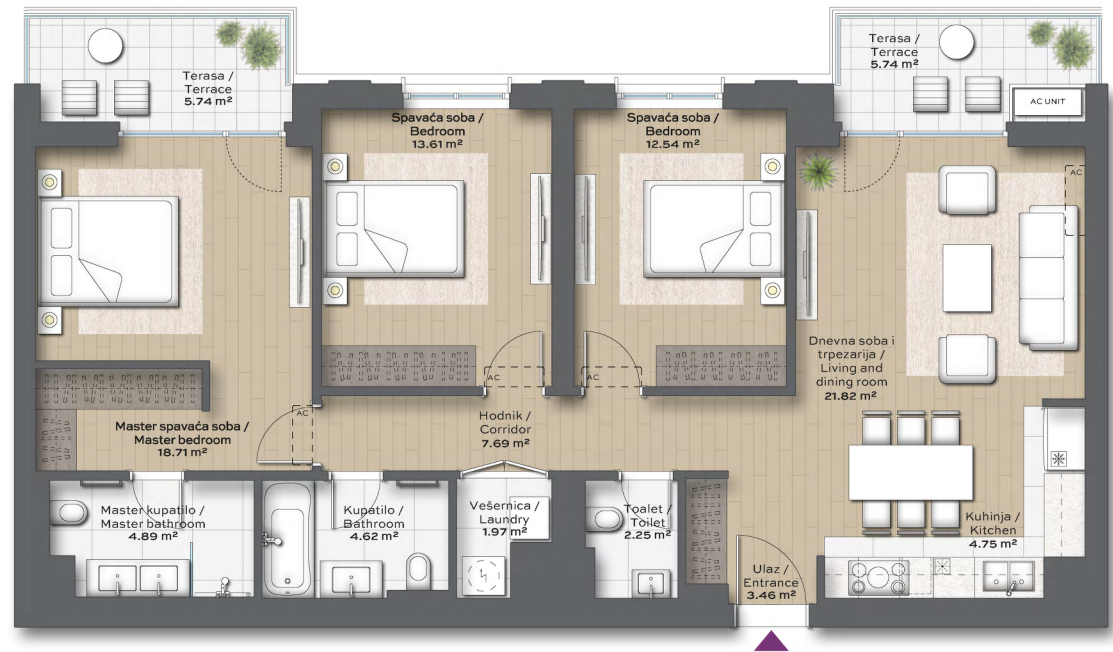 Terasa /
Terrace
5.74 m²
Terasa /
Terrace
5.74 m²
AC UNIT
Spavaća soba /
Bedroom
13.61 m²
Spavaća soba /
Bedroom
12.54 m²
AC
Dnevna soba i
trpezarija /
Living and
dining room
21.82 m²
AC
AC
AC
Hodnik /
Corridor
7.69 m²
Master spavaća soba /
Master bedroom
18.71 m²
Master kupatilo /
Master bathroom
4.89 m²
Kupatilo /
Bathroom
4.62 m²
Vešernica /
Laundry
1.97 m²
Toalet /
Toilet
2.25 m²
Kuhinja /
Kitchen
4.75 m²
Ulaz /
Entrance
3.46 m²